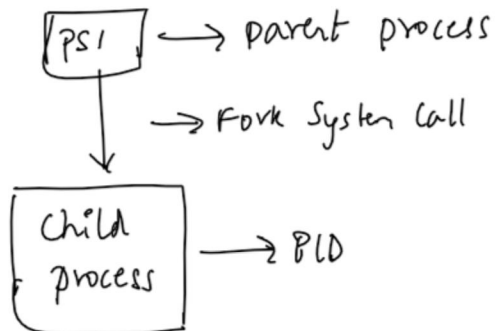 PS1 → parent process
→ Fork System Call
Child
process
→ PID